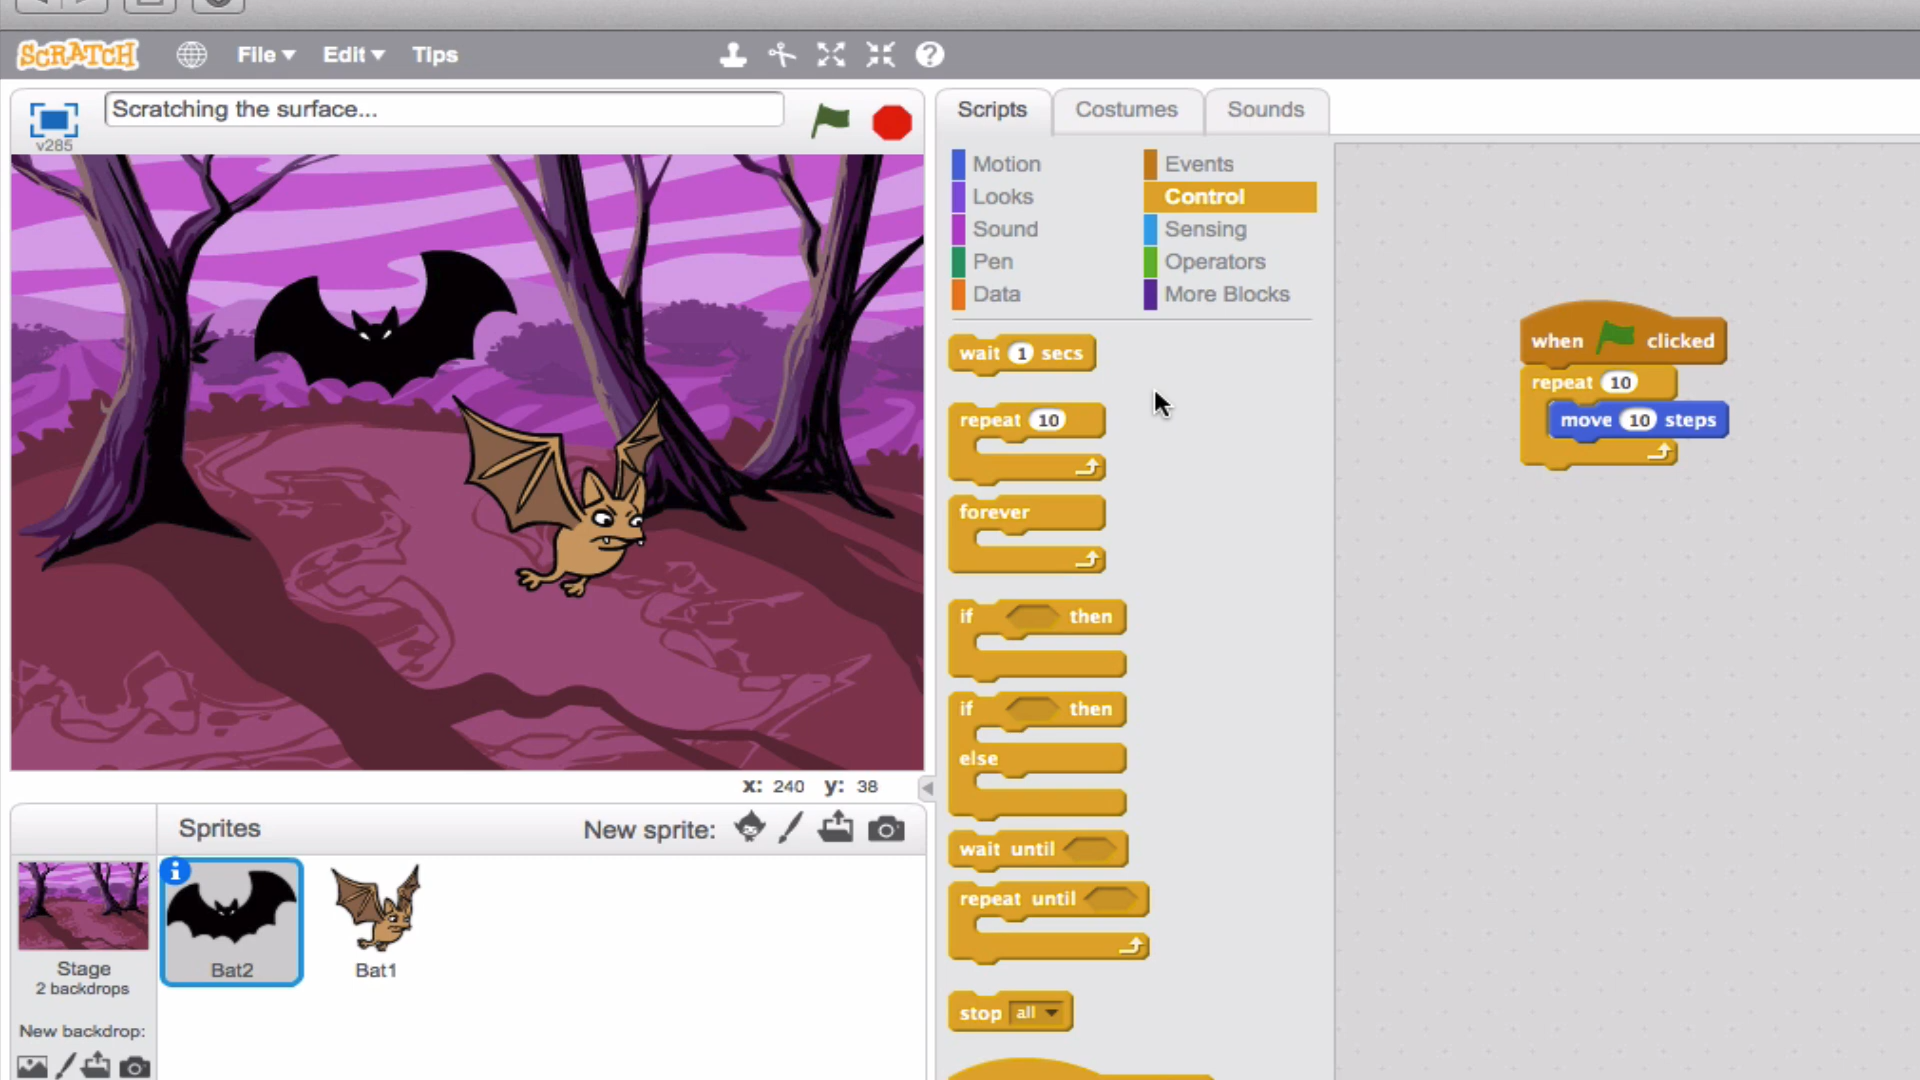 SCRATCH File Edit Tips ?
Scratching the surface...
v285
Scripts Costumes Sounds
Motion Events
Looks Control
Sound Sensing
Pen Operators
Data More Blocks
wait 1 secs
repeat 10
forever
if then
if then
else
wait until
repeat until
stop all
when clicked
repeat 10
move 10 steps
x: 240 y: 38
Sprites New sprite:
i
Stage
2 backdrops
Bat2
Bat1
New backdrop: